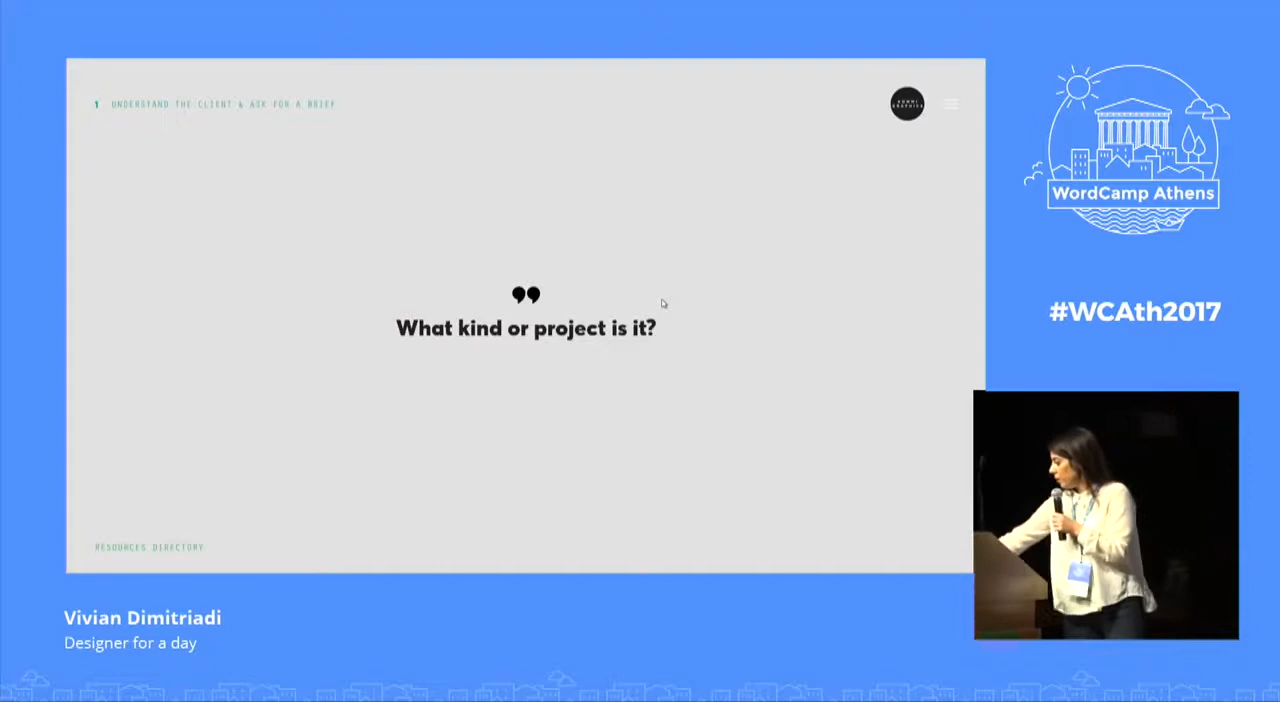 1 UNDERSTAND THE CLIENT & ASK FOR A BRIEF
What kind or project is it?
RESOURCES DIRECTORY
WordCamp Athens
#WCAth2017
Vivian Dimitriadi
Designer for a day